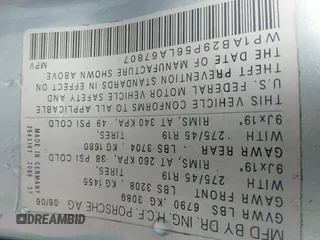 MFD BY DR. ING. H.C.F. PORSCHE AG
06/06
GVWR LBS 6790 KG 3089
GAWR FRONT LBS 3208 KG 1455
WITH 275/45 R19 TIRES,
9Jx19 RIMS, AT 260 KPA 38 PSI COLD
GAWR REAR LBS 3704 KG 1680
WITH 275/45 R19 TIRES,
9Jx19 RIMS, AT 340 KPA 49 PSI COLD
THIS VEHICLE CONFORMS TO ALL APPLICABLE
U.S. FEDERAL MOTOR VEHICLE SAFETY AND
THEFT PREVENTION STANDARDS IN EFFECT ON
THE DATE OF MANUFACTURE SHOWN ABOVE
WP1AB29P56LA67807
MPV
MADE IN GERMANY
AUTOBIDMASTER